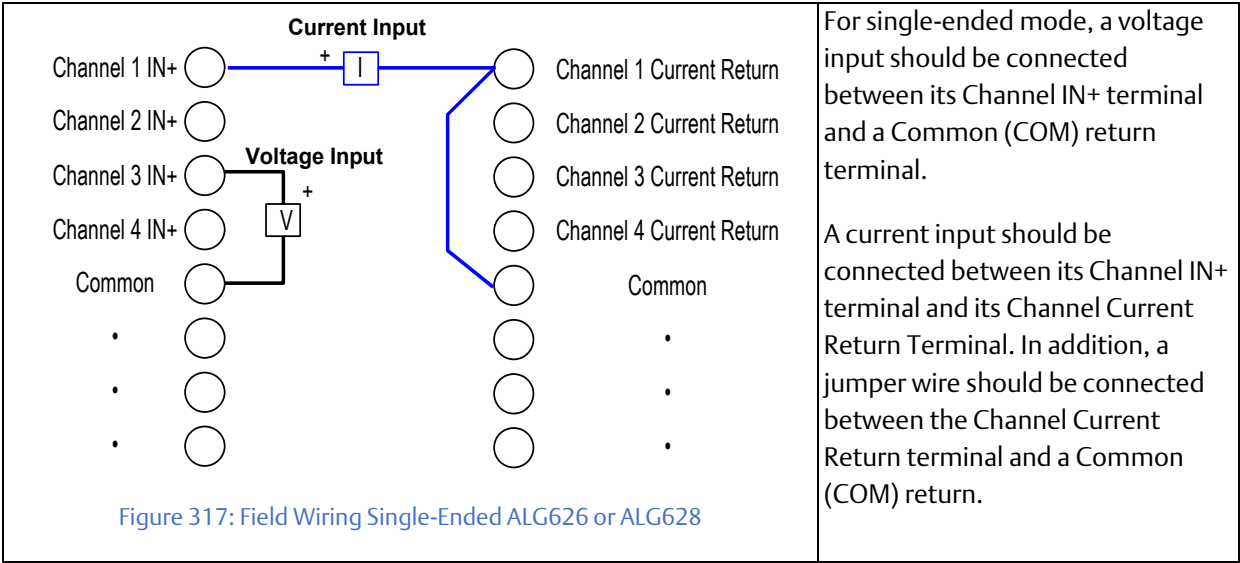 Current Input
+
I
Channel 1 IN+
Channel 1 Current Return
Channel 2 IN+
Channel 2 Current Return
Voltage Input
Channel 3 IN+
Channel 3 Current Return
+
V
Channel 4 IN+
Channel 4 Current Return
Common
Common
•
•
•
•
•
•
Figure 317: Field Wiring Single-Ended ALG626 or ALG628
For single-ended mode, a voltage
input should be connected
between its Channel IN+ terminal
and a Common (COM) return
terminal.
A current input should be
connected between its Channel IN+
terminal and its Channel Current
Return Terminal. In addition, a
jumper wire should be connected
between the Channel Current
Return terminal and a Common
(COM) return.